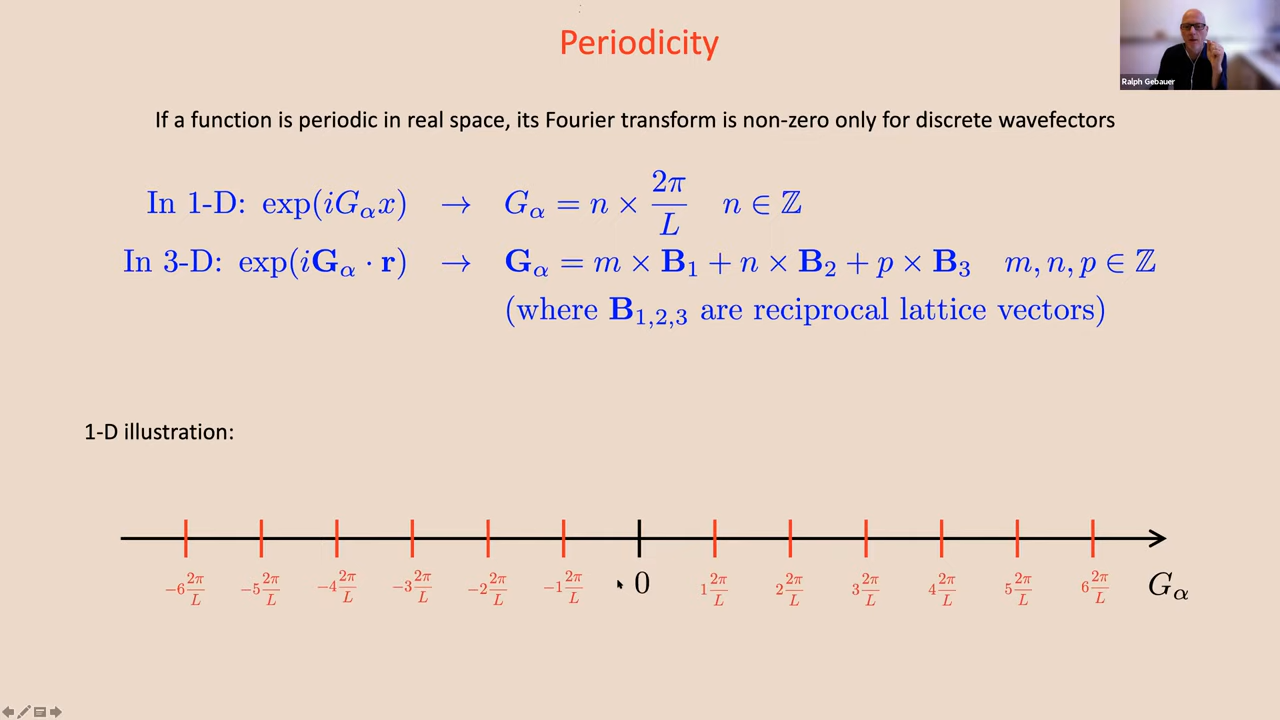 Periodicity
Ralph Gebauer
If a function is periodic in real space, its Fourier transform is non-zero only for discrete wavefectors
In 1-D: exp(iG_α x) → G_α = n × 2π/L n ∈ ℤ
In 3-D: exp(i𝐆_α · 𝐫) → 𝐆_α = m × 𝐁_1 + n × 𝐁_2 + p × 𝐁_3 m, n, p ∈ ℤ
(where 𝐁_1,2,3 are reciprocal lattice vectors)
1-D illustration:
−6 2π/L −5 2π/L −4 2π/L −3 2π/L −2 2π/L −1 2π/L 0 1 2π/L 2 2π/L 3 2π/L 4 2π/L 5 2π/L 6 2π/L G_α